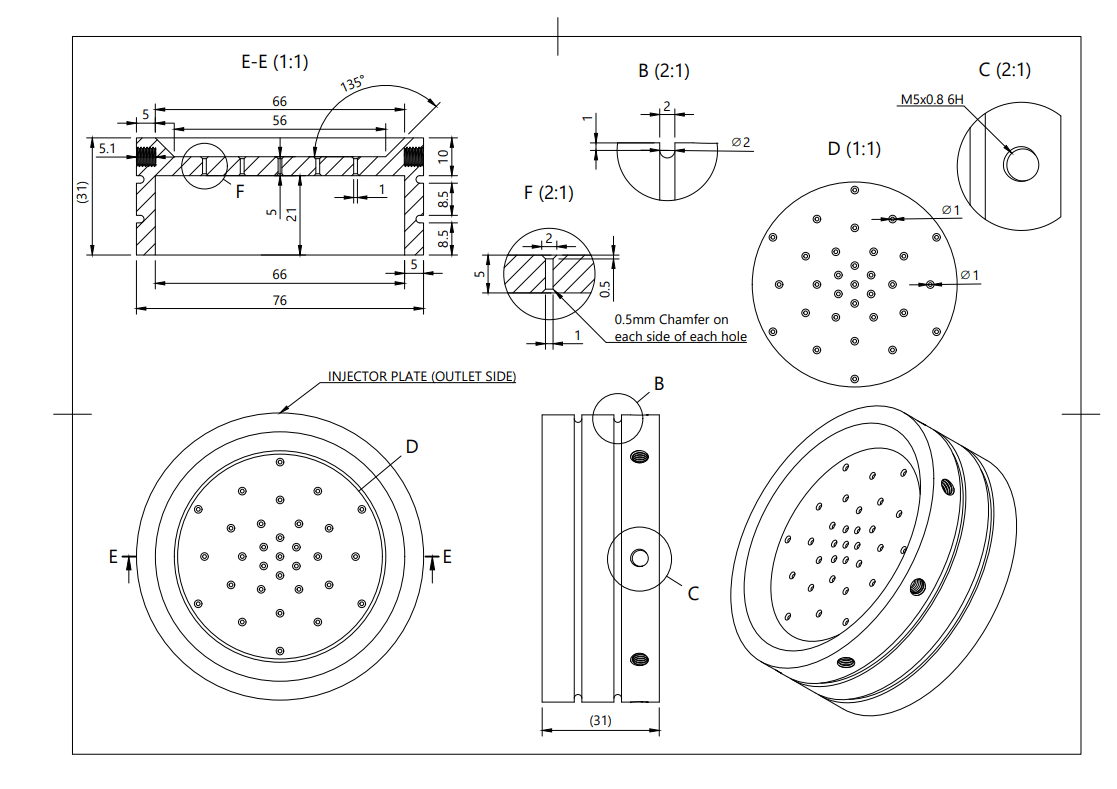 E-E (1:1)
135°
66
5
56
5.1
(31)
F
1
5
21
10
8.5
8.5
5
66
76
B (2:1)
2
1
∅2
C (2:1)
M5x0.8 6H
D (1:1)
∅1
∅1
F (2:1)
2
5
0.5
0.5mm Chamfer on
each side of each hole
1
INJECTOR PLATE (OUTLET SIDE)
D
E
E
B
C
(31)